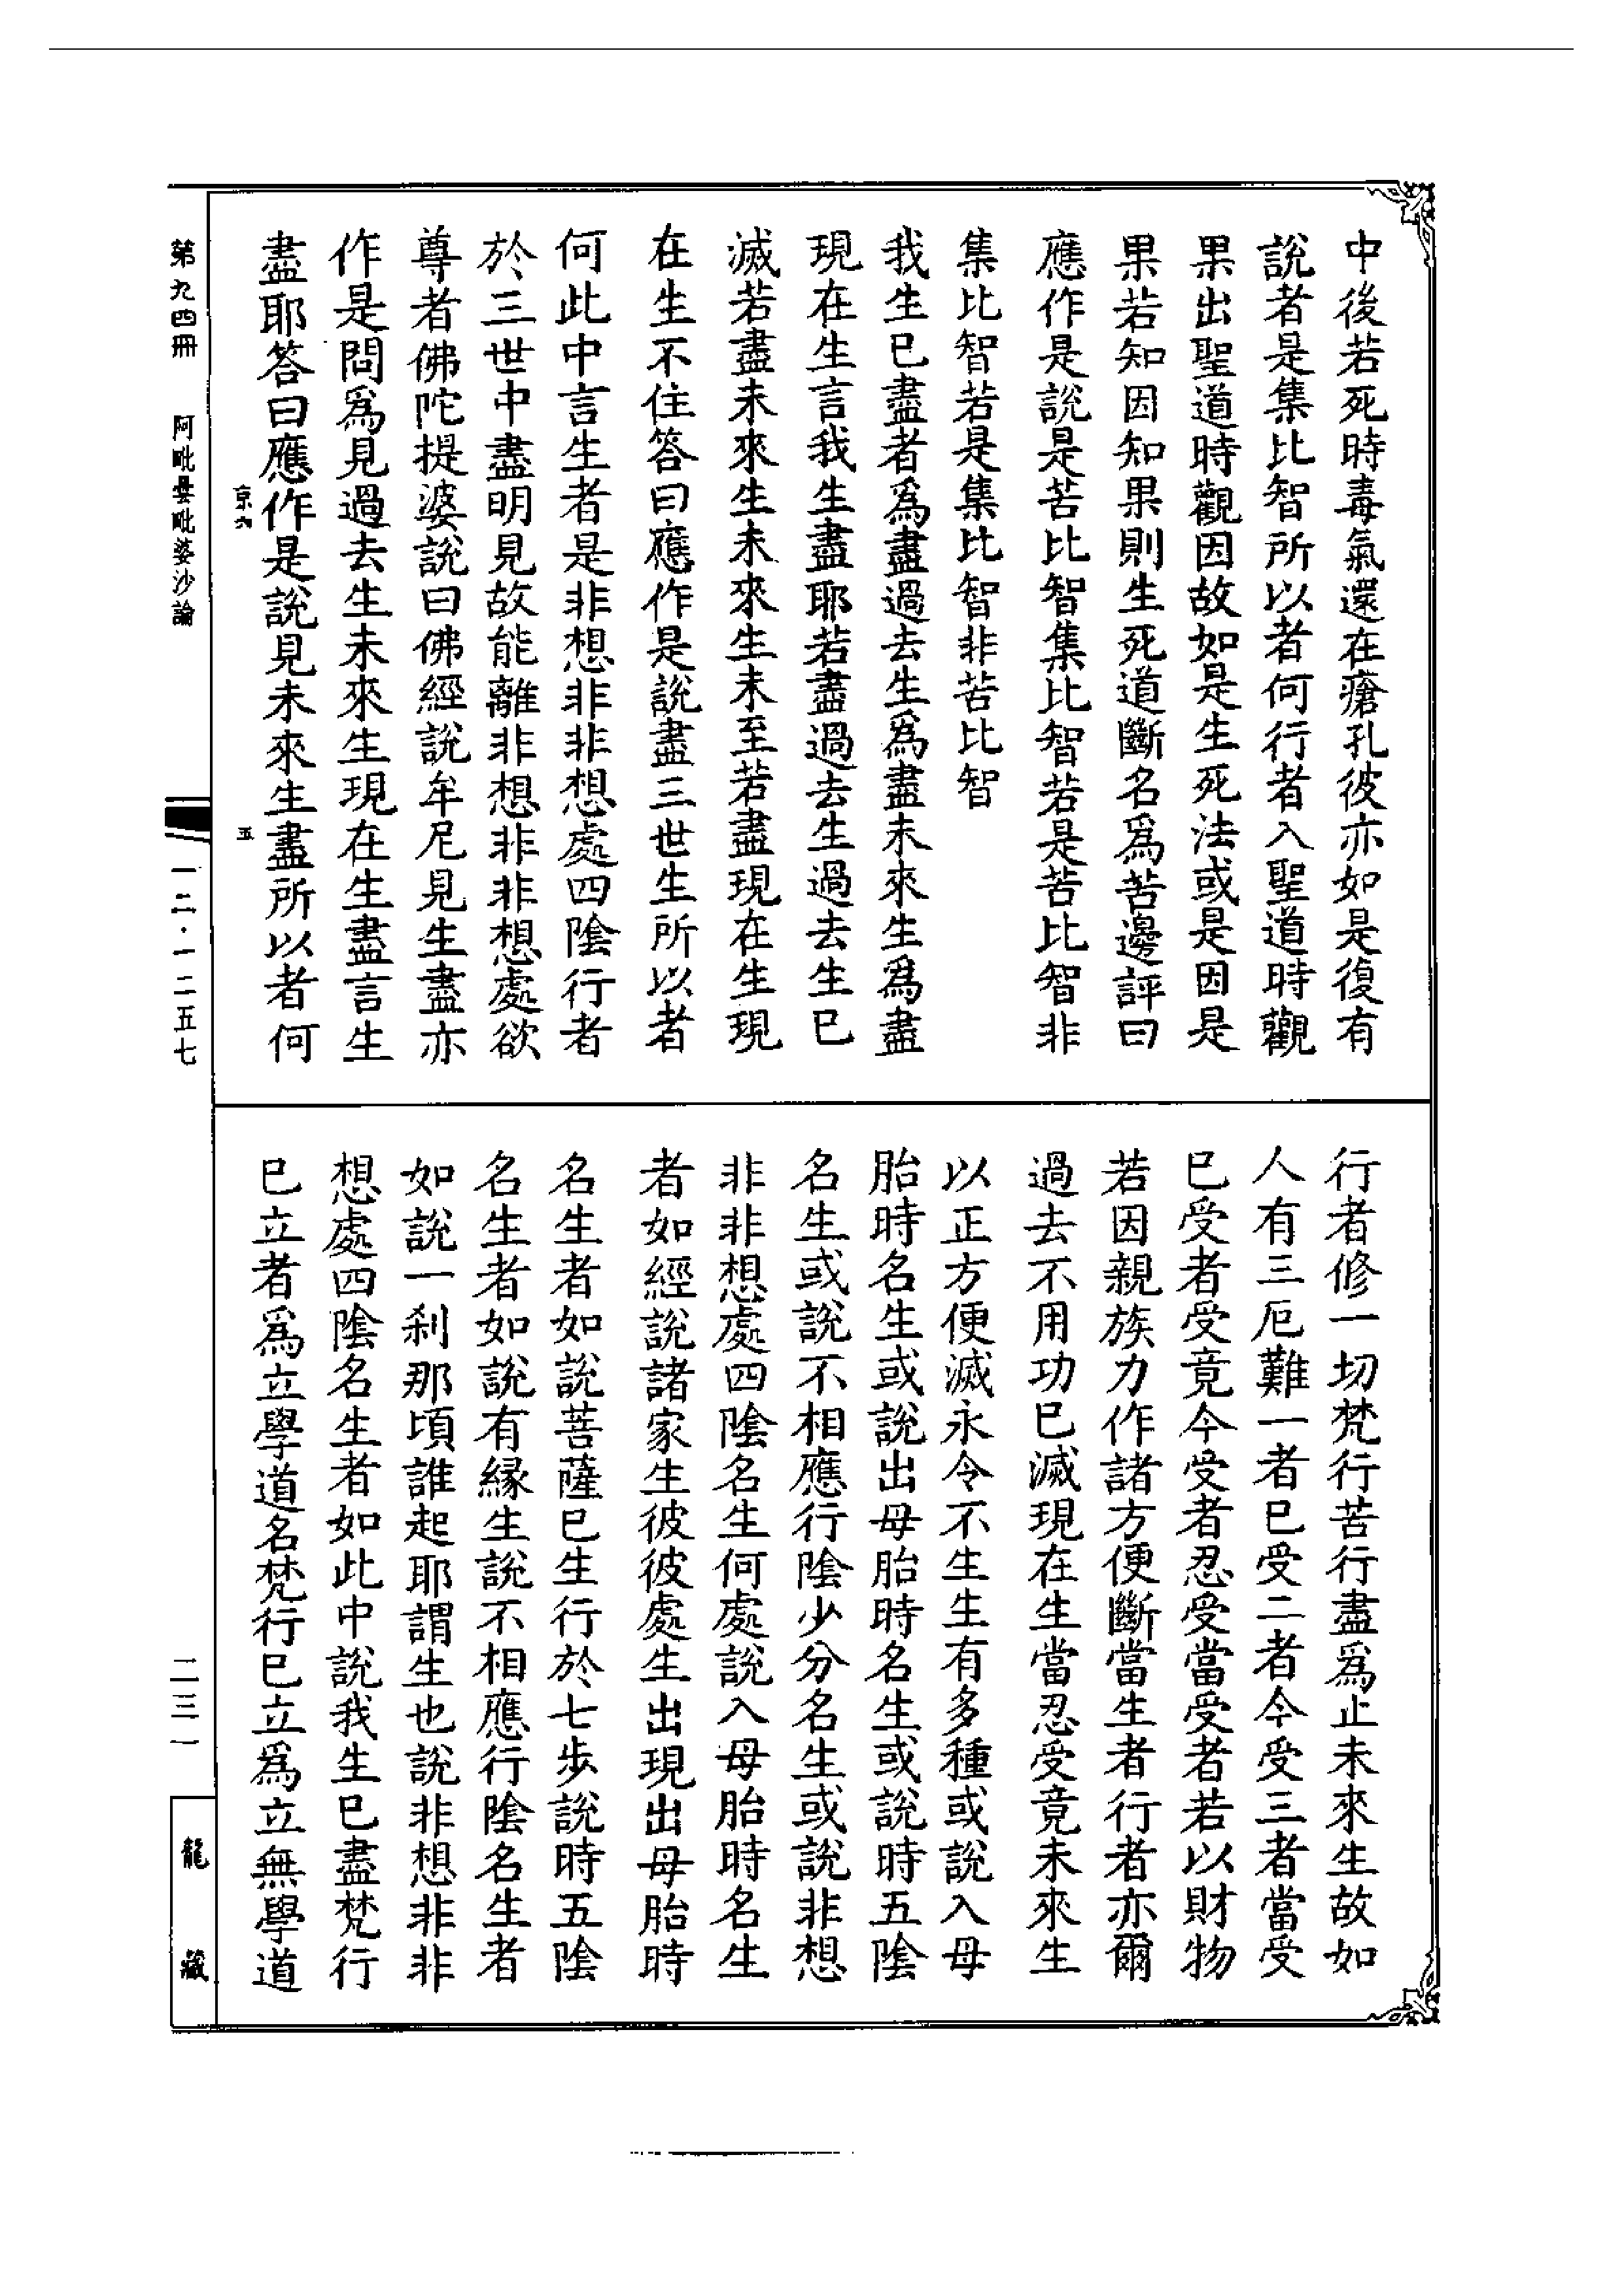 中後若死時毒氣還在瘡孔彼亦如是復有
說者是集比智所以者何行者入聖道時觀
果出聖道時觀因故如是生死法或是因是
果若知因知果則生死道斷名爲苦邊評曰
應作是說是苦比智集比智若是苦比智非
集比智若是集比智非苦比智
我生已盡者爲盡過去生爲盡未來生爲盡
現在生言我生盡耶若盡過去生過去生已
滅若盡未來生未來生未至若盡現在生現
在生不住答曰應作是說盡三世生所以者
何此中言生者是非想非非想處四陰行者
於三世中盡明見故能離非想非非想處欲
尊者佛陀提婆說曰佛經說牟尼見生盡亦
作是問爲見過去生未來生現在生盡言生
盡耶答曰應作是說見未來生盡所以者何
行者修一切梵行苦行盡爲止未來生故如
人有三厄難一者已受二者今受三者當受
已受者受竟今受者忍受當受者若以財物
若因親族力作諸方便斷當生者行者亦爾
過去不用功已滅現在生當忍受竟未來生
以正方便滅永令不生生有多種或說入母
胎時名生或說出母胎時名生或說時五陰
名生或說不相應行陰少分名生或說非想
非非想處四陰名生何處說入母胎時名生
者如經說諸家生彼彼處生出現出母胎時
名生者如說菩薩已生行於七步說時五陰
名生者如說有緣生說不相應行陰名生者
如說一剎那頃誰起耶謂生也說非想非非
想處四陰名生者如此中說我生已盡梵行
已立者爲立學道名梵行已立爲立無學道
京六
五
第九四冊
阿毗曇毗婆沙論
一二·一二五七
二三一
龍藏